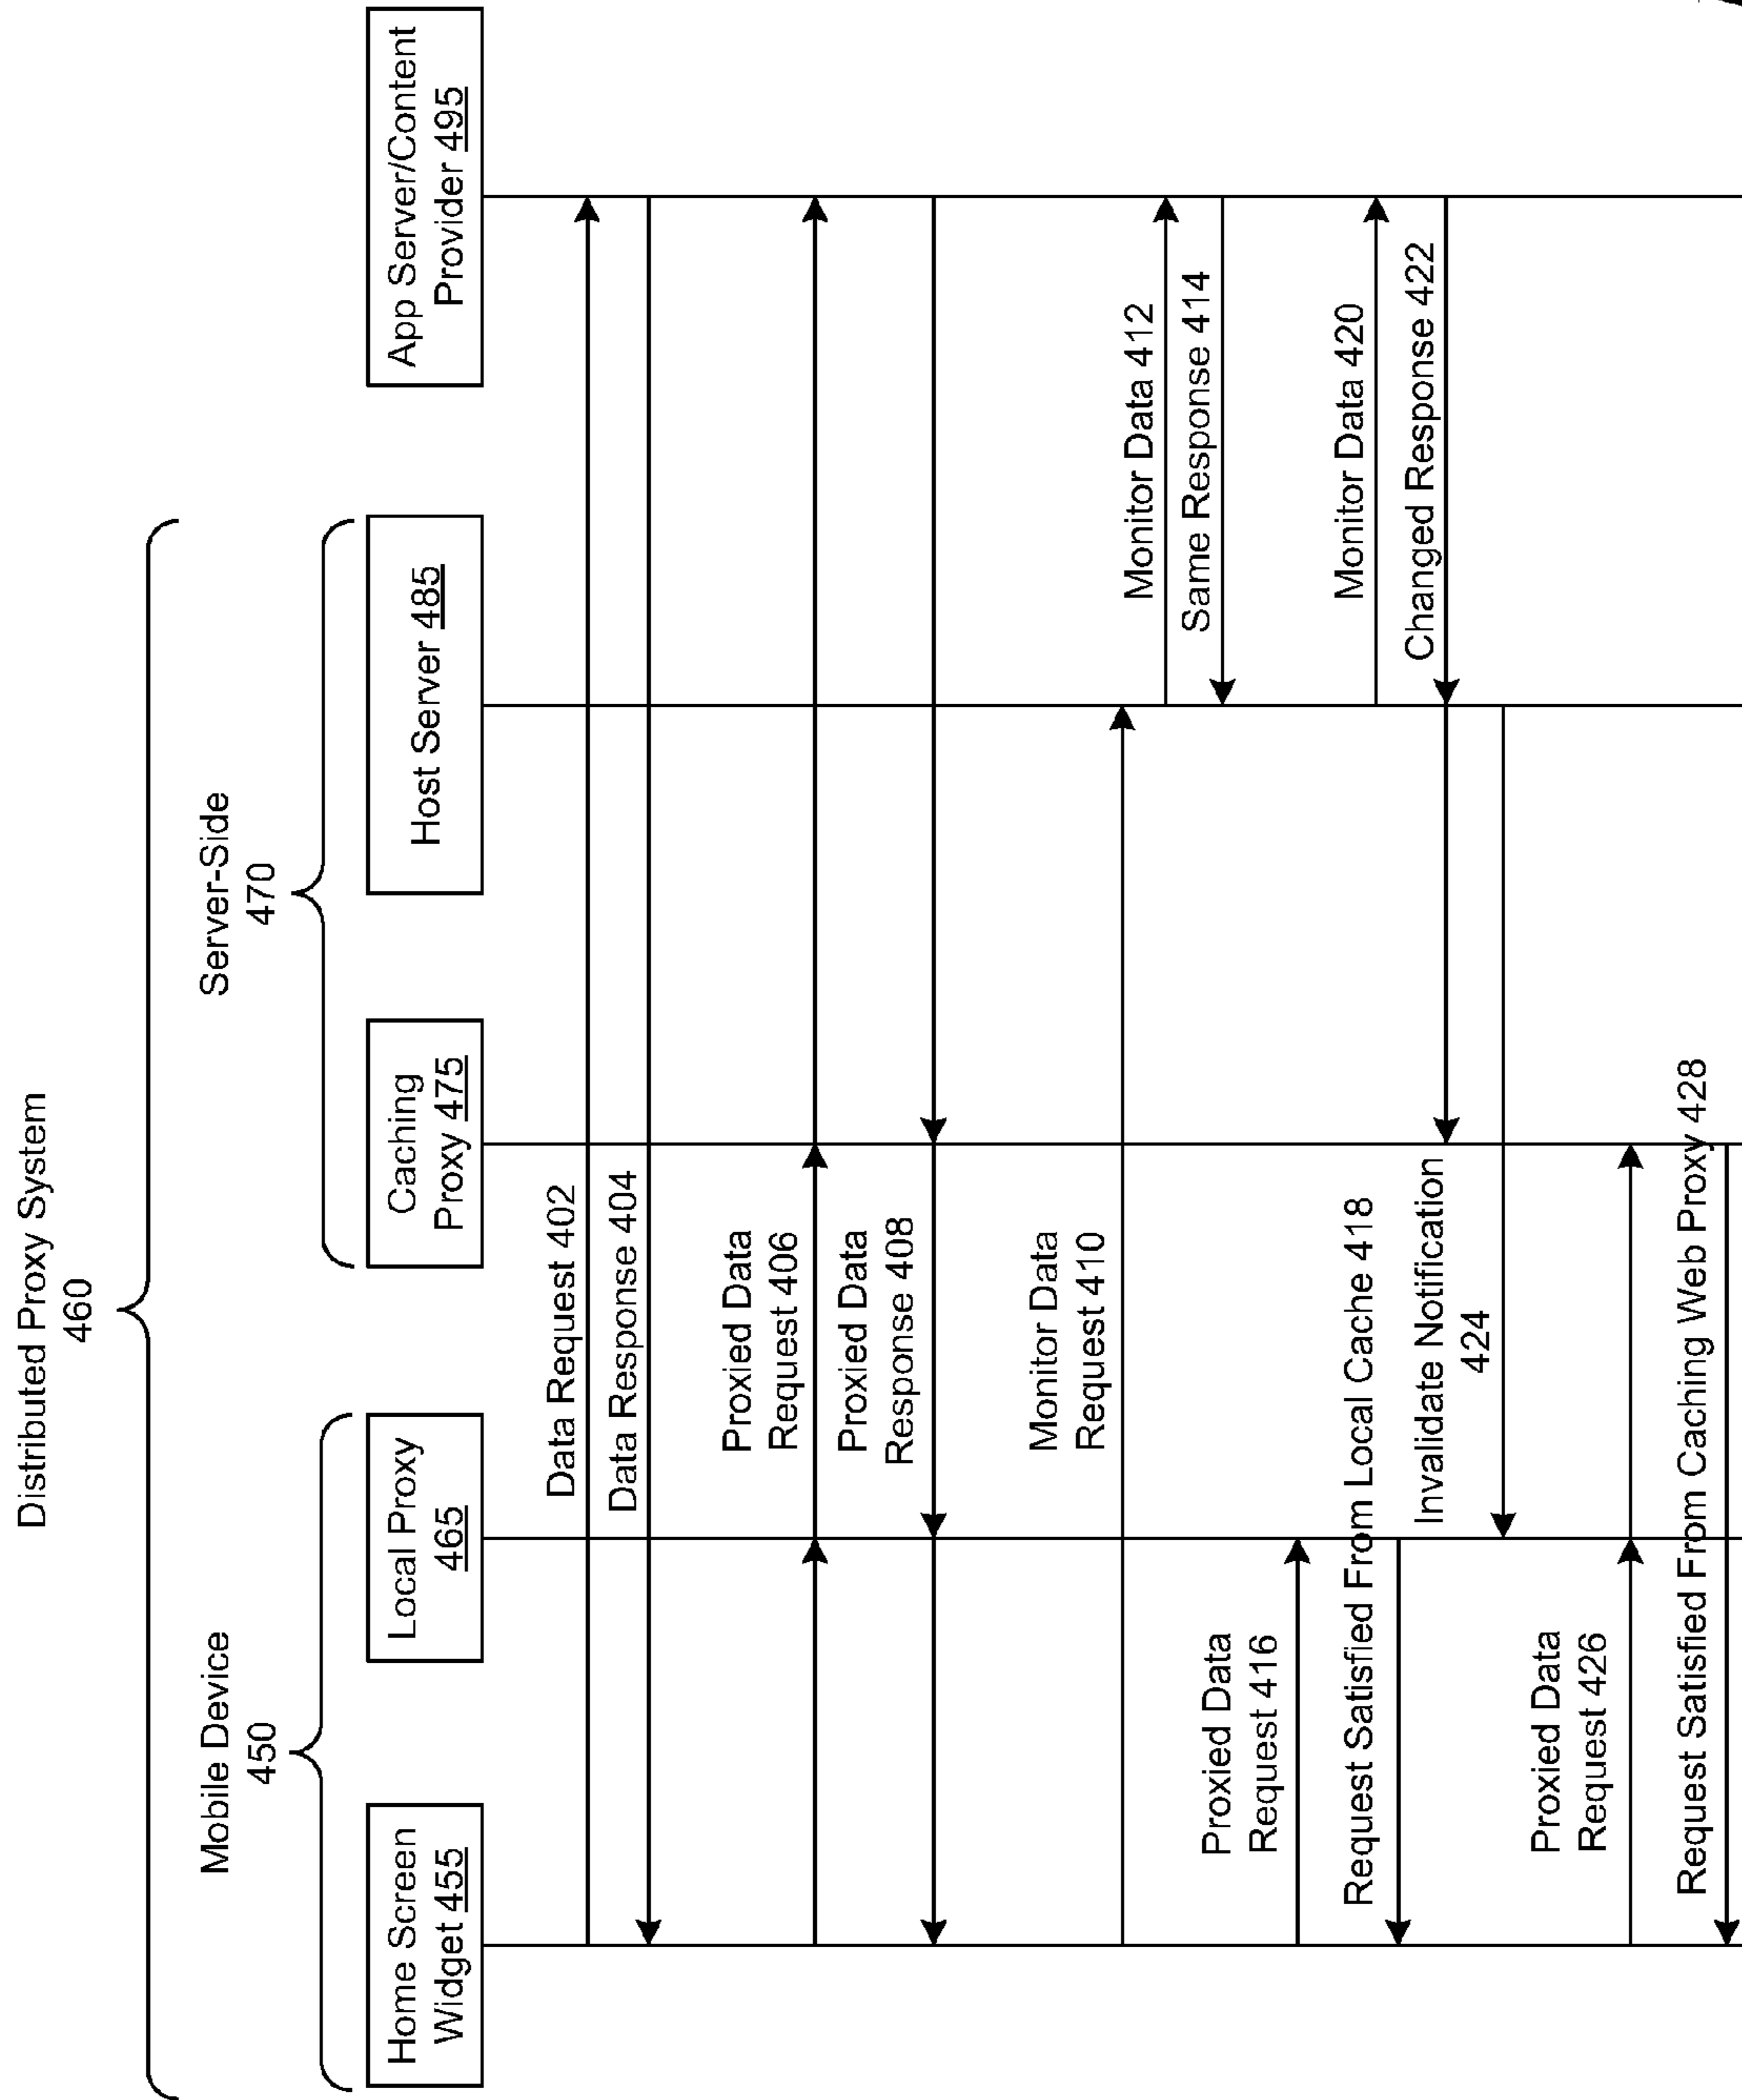 Distributed Proxy System
460
Mobile Device
450
Server-Side
470
Home Screen
Widget 455
Local Proxy
465
Caching
Proxy 475
Host Server 485
App Server/Content
Provider 495
Data Request 402
Data Response 404
Proxied Data
Request 406
Proxied Data
Response 408
Monitor Data
Request 410
Monitor Data 412
Same Response 414
Proxied Data
Request 416
Request Satisfied From Local Cache 418
Monitor Data 420
Changed Response 422
Invalidate Notification
424
Proxied Data
Request 426
Request Satisfied From Caching Web Proxy 428